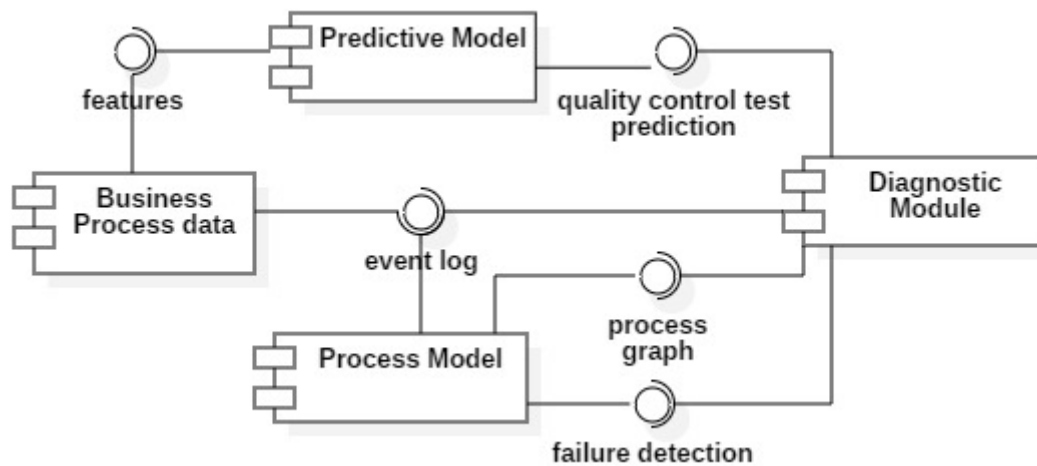 Predictive Model
features
quality control test
prediction
Business
Process data
Diagnostic
Module
event log
process
graph
Process Model
failure detection